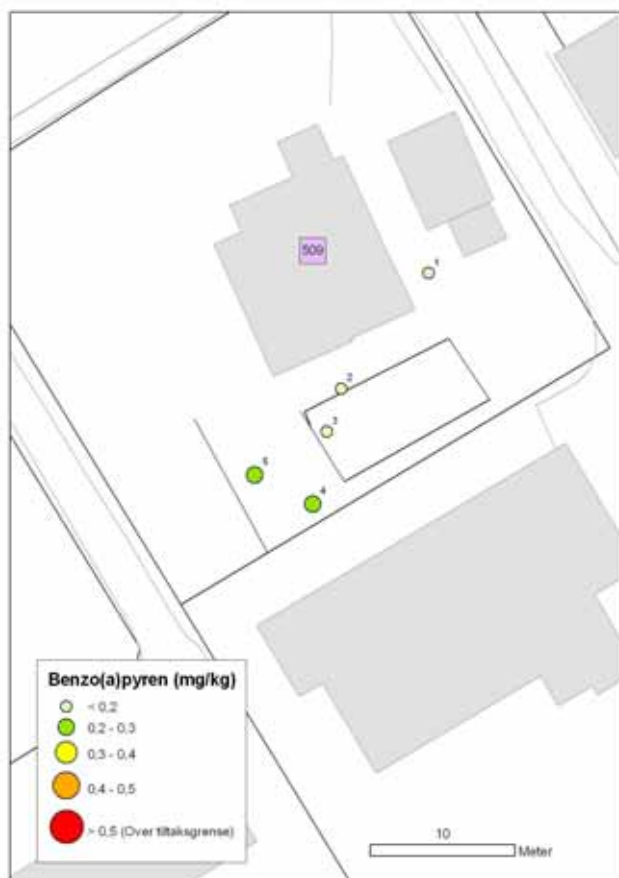 509
1
2
3
5
4
Benzo(a)pyren (mg/kg)
< 0,2
0,2 - 0,3
0,3 - 0,4
0,4 - 0,5
> 0,5 (Over tiltaksgrense)
10
Meter